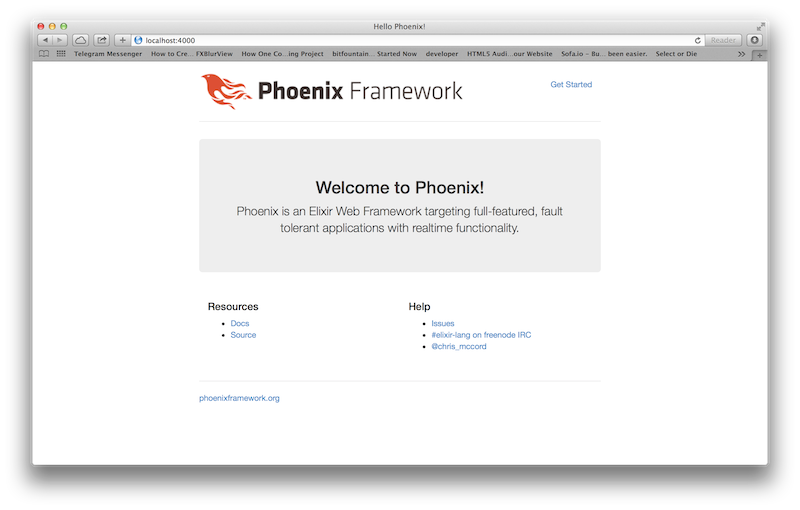 Hello Phoenix!
localhost:4000
Reader
Telegram Messenger How to Cre... FXBlurView How One Co...ing Project bitfountain... Started Now developer HTML5 Audi...our Website Sofa.io – Bu... been easier. Select or Die
Phoenix Framework
Get Started
Welcome to Phoenix!
Phoenix is an Elixir Web Framework targeting full-featured, fault
tolerant applications with realtime functionality.
Resources
Docs
Source
Help
Issues
#elixir-lang on freenode IRC
@chris_mccord
phoenixframework.org